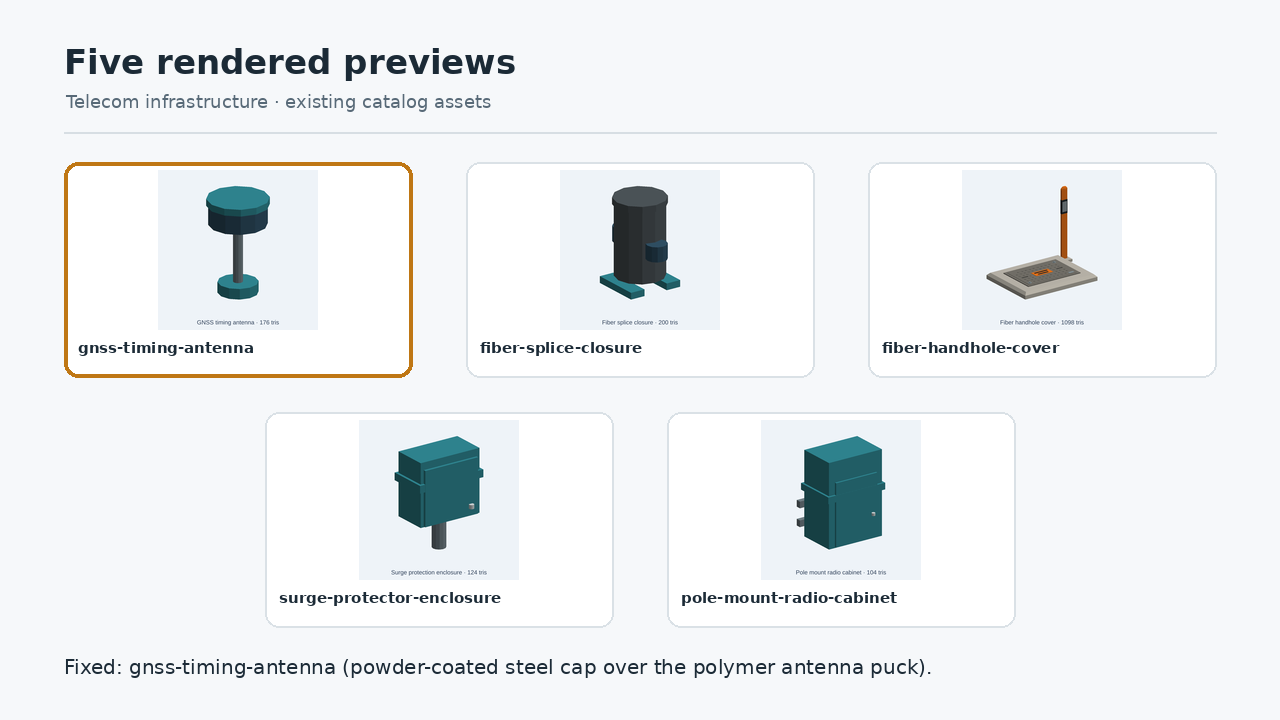 Five rendered previews
Telecom infrastructure · existing catalog assets
GNSS timing antenna · 176 tris
gnss-timing-antenna
Fiber splice closure · 200 tris
fiber-splice-closure
Fiber handhole cover · 1098 tris
fiber-handhole-cover
Surge protection enclosure · 124 tris
surge-protector-enclosure
Pole mount radio cabinet · 104 tris
pole-mount-radio-cabinet
Fixed: gnss-timing-antenna (powder-coated steel cap over the polymer antenna puck).